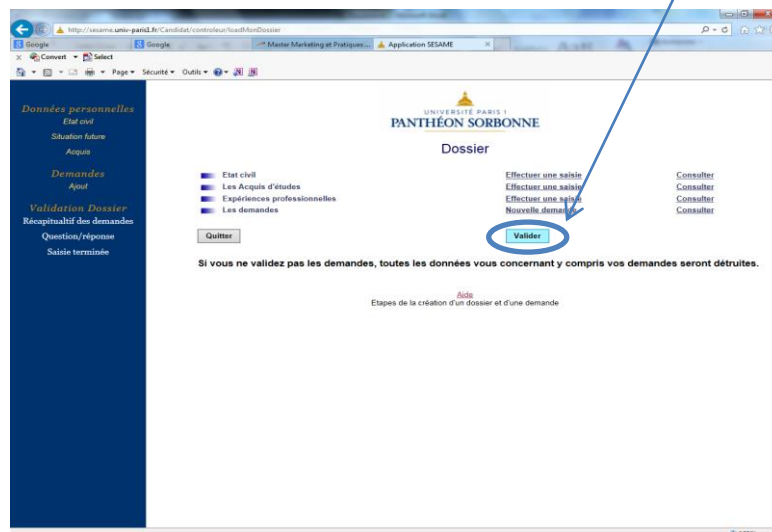 http://sesame.univ-paris1.fr/Candidat/controleur/loadMonDossier
Google
Google
Master Marketing et Pratiques ...
Application SESAME
x Convert Select
Page Sécurité Outils
Données personnelles
Etat civil
Situation future
Acquis
Demandes
Ajout
Validation Dossier
Récapitualtif des demandes
Question/réponse
Saisie terminée
UNIVERSITÉ PARIS 1
PANTHÉON SORBONNE
Dossier
Etat civil Effectuer une saisie Consulter
Les Acquis d'études Effectuer une saisie Consulter
Expériences professionnelles Effectuer une saisie Consulter
Les demandes Nouvelle demande Consulter
Quitter Valider
Si vous ne validez pas les demandes, toutes les données vous concernant y compris vos demandes seront détruites.
Aide
Etapes de la création d'un dossier et d'une demande